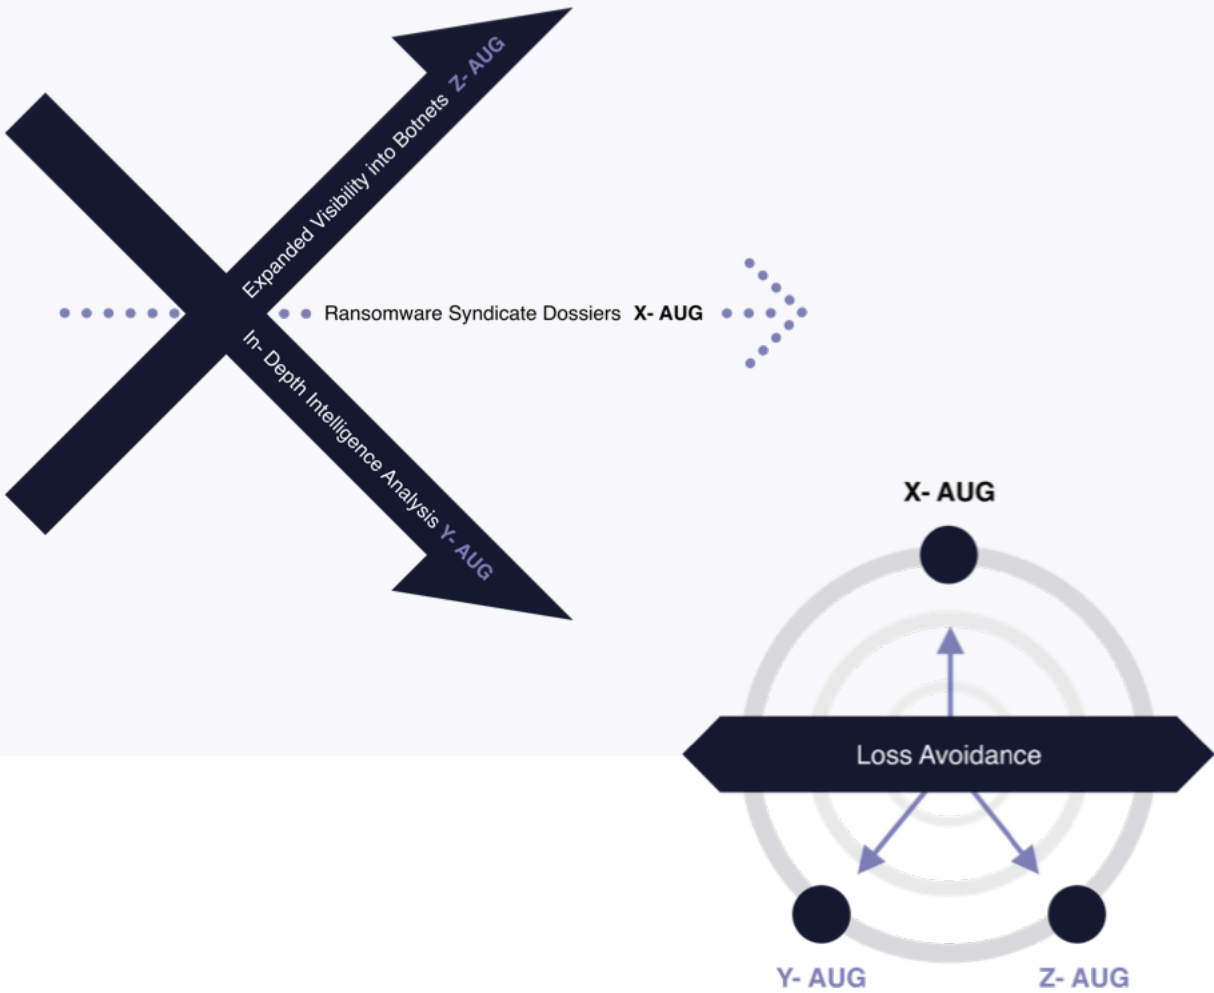 Expanded Visibility into Botnets Z- AUG
Ransomware Syndicate Dossiers X- AUG
In- Depth Intelligence Analysis Y- AUG
X- AUG
Loss Avoidance
Y- AUG
Z- AUG